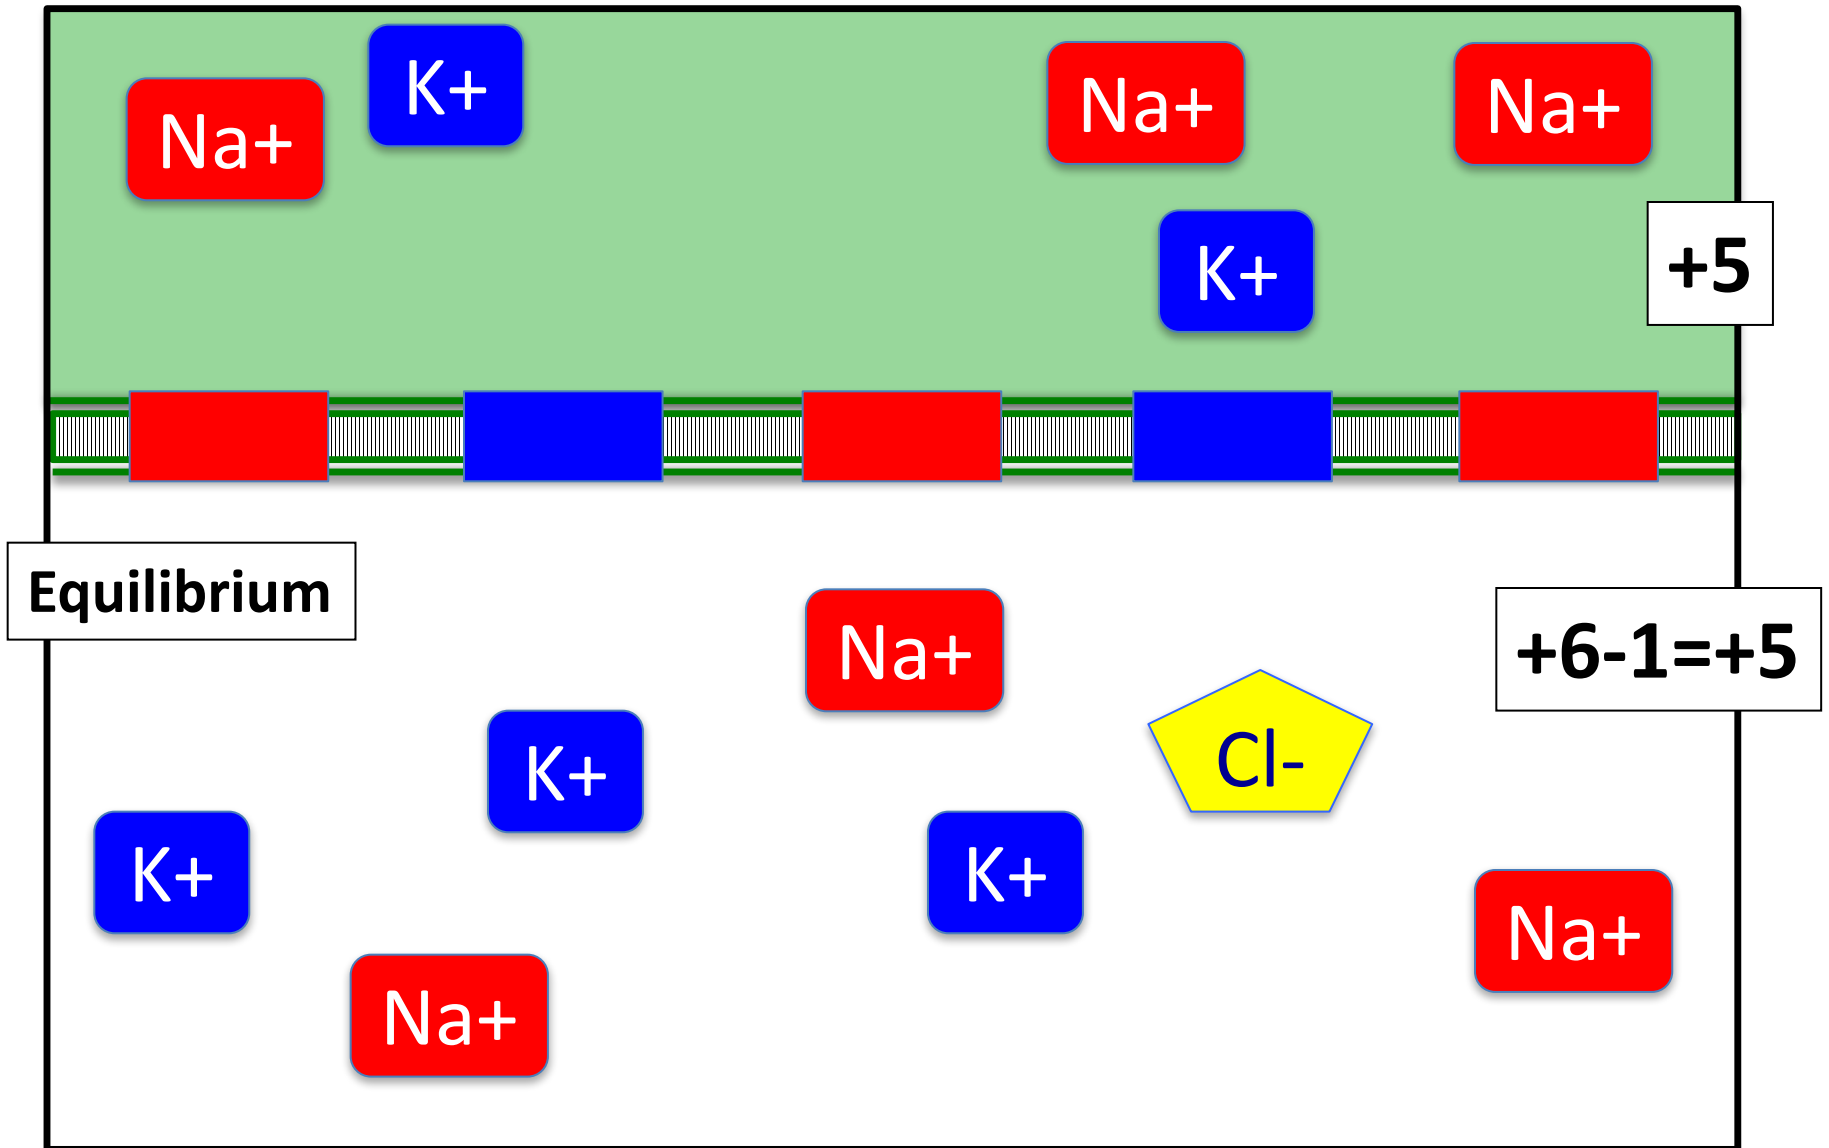 K+
Na+
Na+
Na+
K+
+5
Equilibrium
Na+
+6-1=+5
K+
Cl-
K+
K+
Na+
Na+